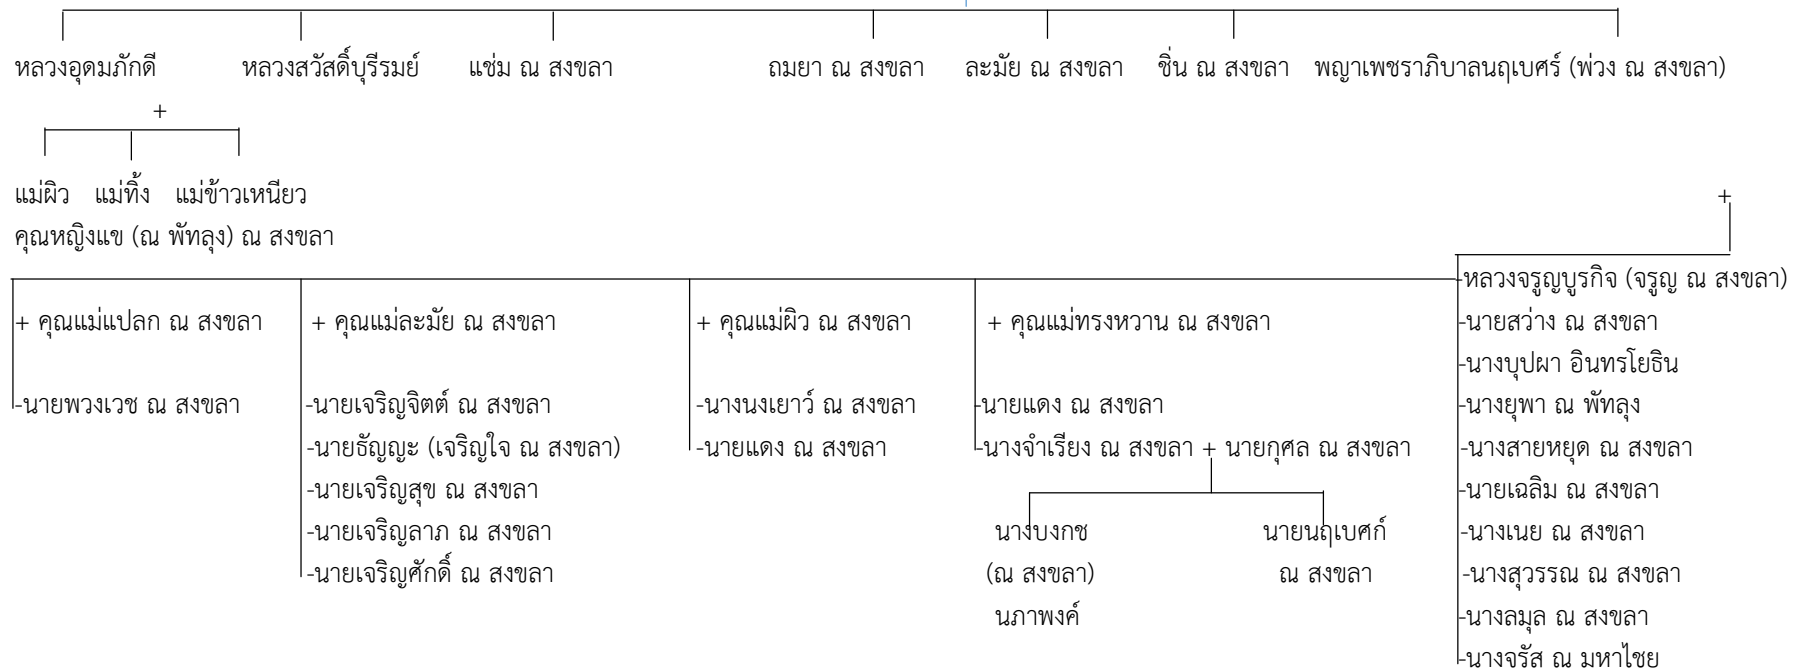 หลวงอุดมภักดี หลวงสวัสดิ์บุรีรมย์ แช่ม ณ สงขลา ถมยา ณ สงขลา ละมัย ณ สงขลา ชิ่น ณ สงขลา พญาเพชราภิบาลนฤเบศร์ (พ่วง ณ สงขลา)
+
แม่ผิว แม่ทิ้ง แม่ข้าวเหนียว +
คุณหญิงแข (ณ พัทลุง) ณ สงขลา
-หลวงจรูญบูรกิจ (จรูญ ณ สงขลา)
+ คุณแม่แปลก ณ สงขลา + คุณแม่ละมัย ณ สงขลา + คุณแม่ผิว ณ สงขลา + คุณแม่ทรงหวาน ณ สงขลา -นายสว่าง ณ สงขลา
-นางบุปผา อินทรโยธิน
-นายพวงเวช ณ สงขลา -นายเจริญจิตต์ ณ สงขลา -นางนงเยาว์ ณ สงขลา -นายแดง ณ สงขลา -นางยุพา ณ พัทลุง
-นายธัญญะ (เจริญใจ ณ สงขลา) -นายแดง ณ สงขลา -นางจำเรียง ณ สงขลา + นายกุศล ณ สงขลา -นางสายหยุด ณ สงขลา
-นายเจริญสุข ณ สงขลา -นายเฉลิม ณ สงขลา
-นายเจริญลาภ ณ สงขลา นางบงกช นายนฤเบศก์ -นางเนย ณ สงขลา
-นายเจริญศักดิ์ ณ สงขลา (ณ สงขลา) ณ สงขลา -นางสุวรรณ ณ สงขลา
นภาพงค์ -นางลมุล ณ สงขลา
-นางจรัส ณ มหาไชย